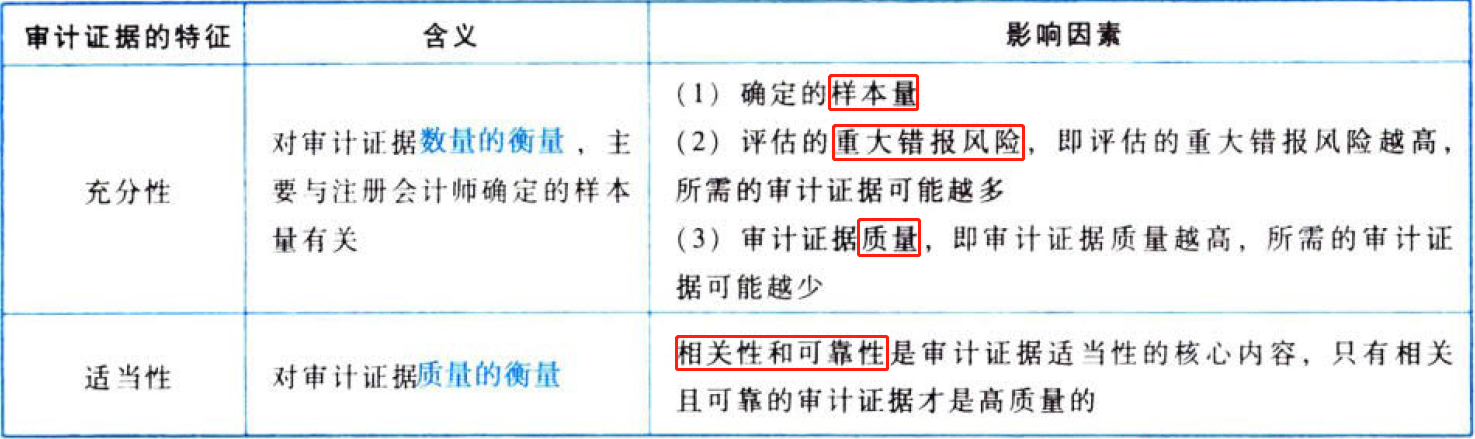 审计证据的特征 含义 影响因素
充分性
对审计证据数量的衡量，主
要与注册会计师确定的样本
量有关
（1）确定的样本量
（2）评估的重大错报风险，即评估的重大错报风险越高，
所需的审计证据可能越多
（3）审计证据质量，即审计证据质量越高，所需的审计证
据可能越少
适当性
对审计证据质量的衡量
相关性和可靠性是审计证据适当性的核心内容，只有相关
且可靠的审计证据才是高质量的